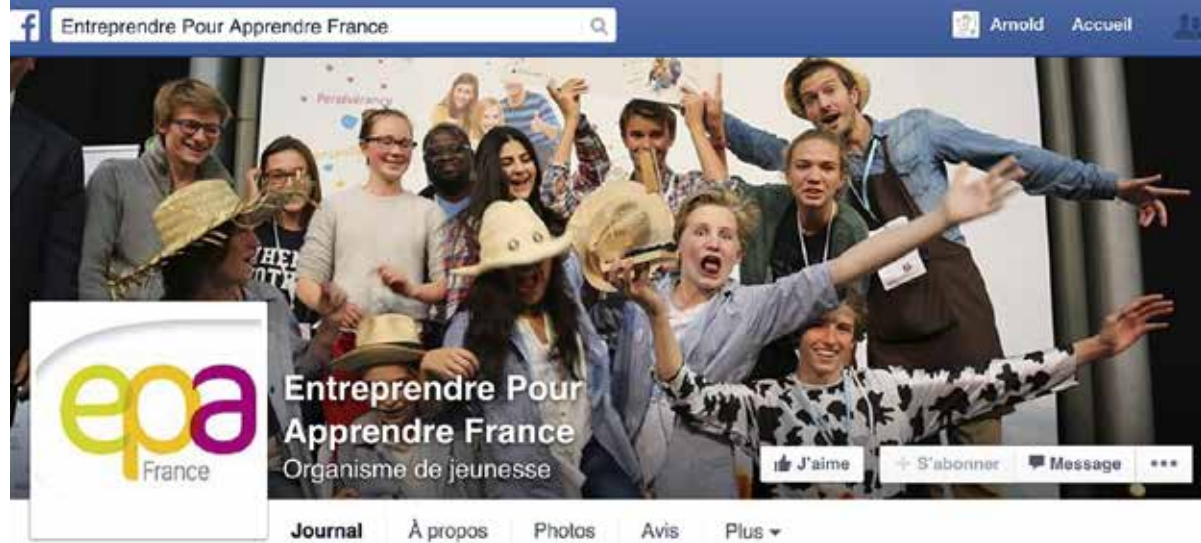 f Entreprendre Pour Apprendre France Arnold Accueil
Persévérance
epa
France
Entreprendre Pour
Apprendre France
Organisme de jeunesse
J'aime + S'abonner Message •••
Journal À propos Photos Avis Plus